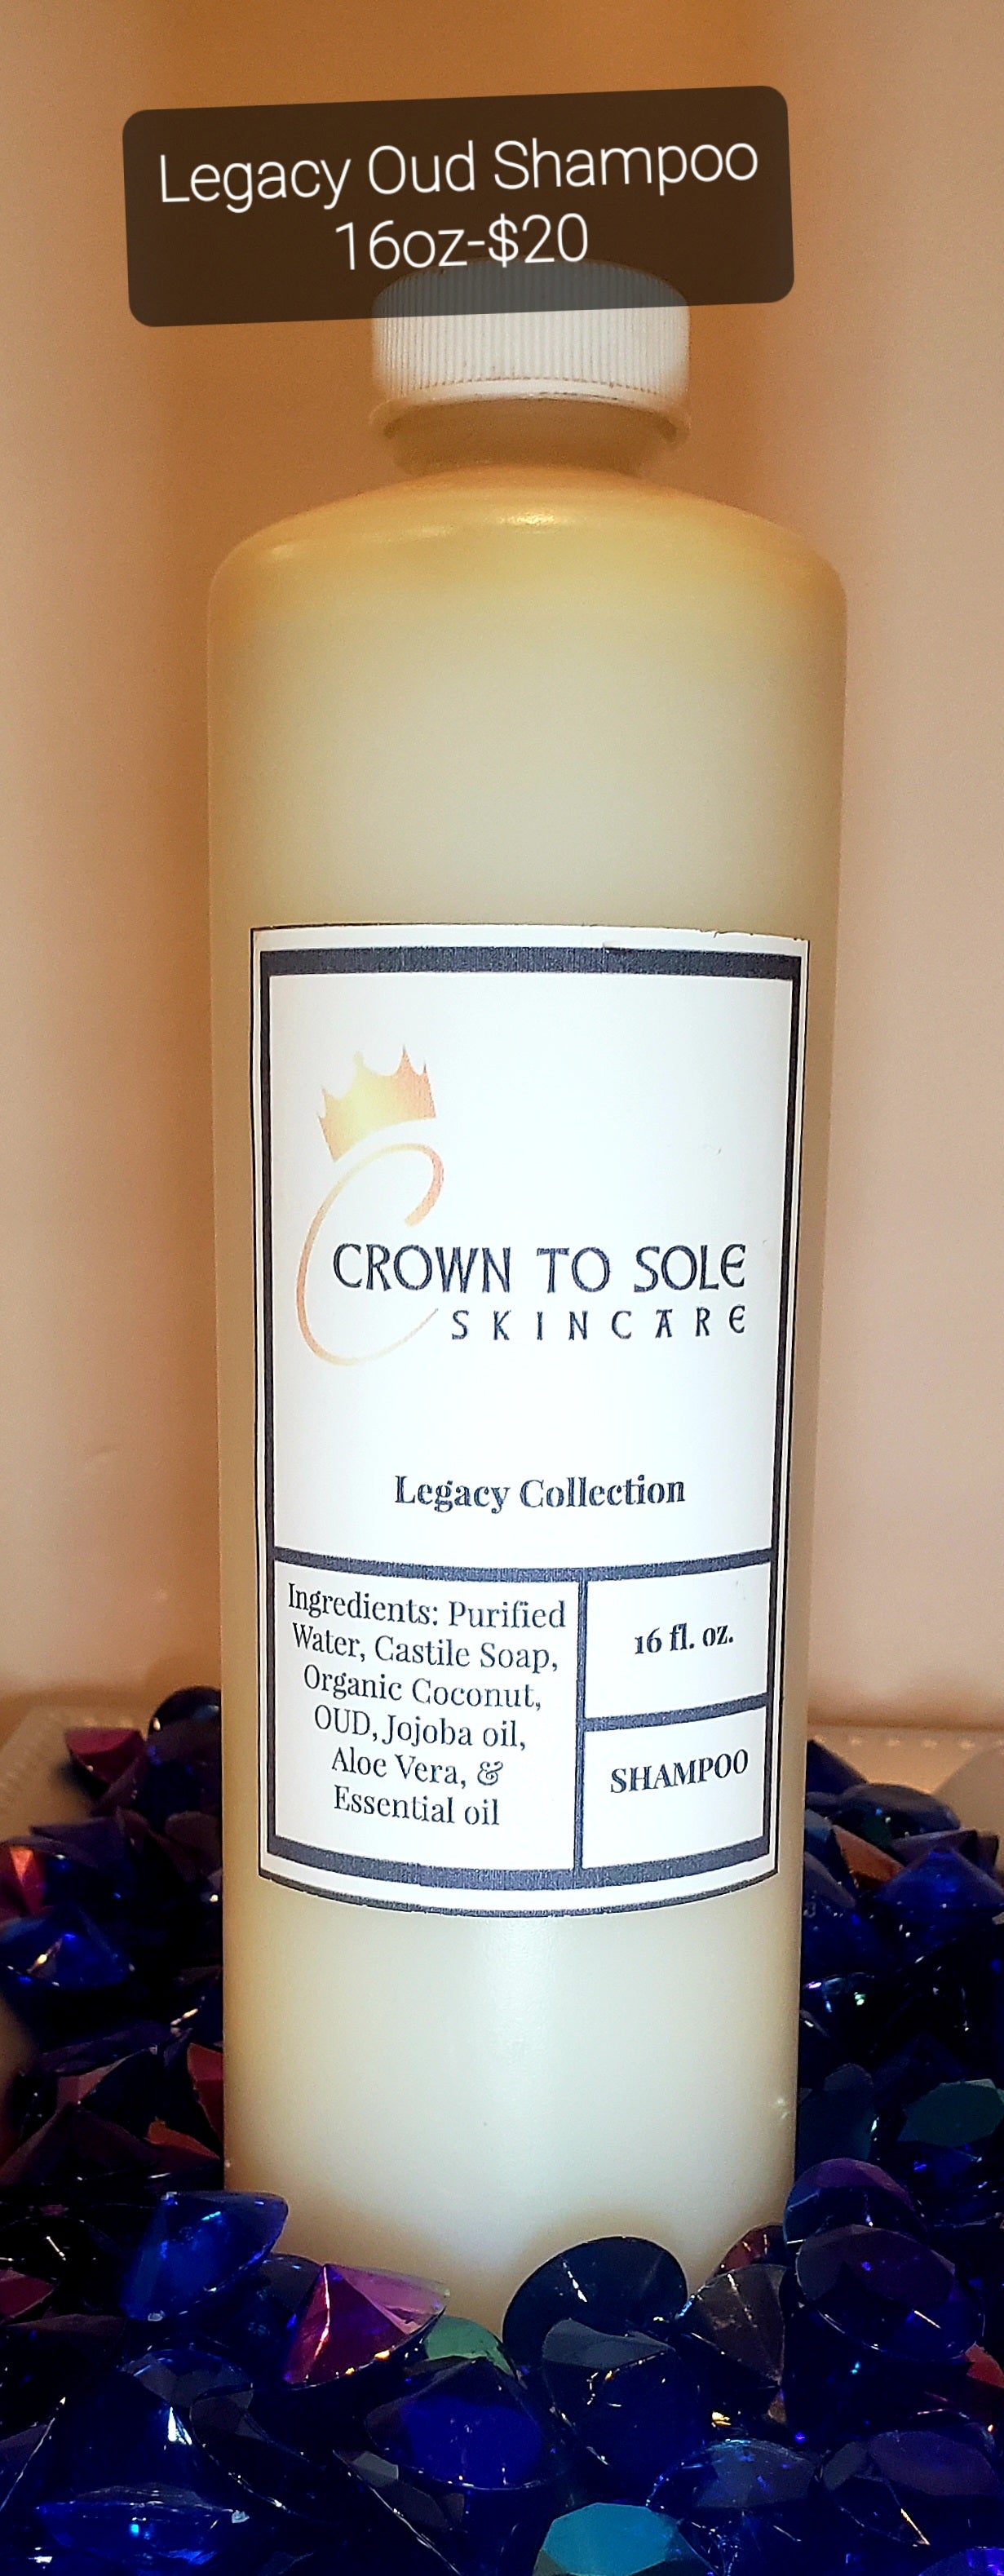 Legacy Oud Shampoo
16oz-$20
CROWN TO SOLE
SKINCARE
Legacy Collection
Ingredients: Purified
Water, Castile Soap,
Organic Coconut,
OUD, Jojoba oil,
Aloe Vera, &
Essential oil
16 fl. oz.
SHAMPOO